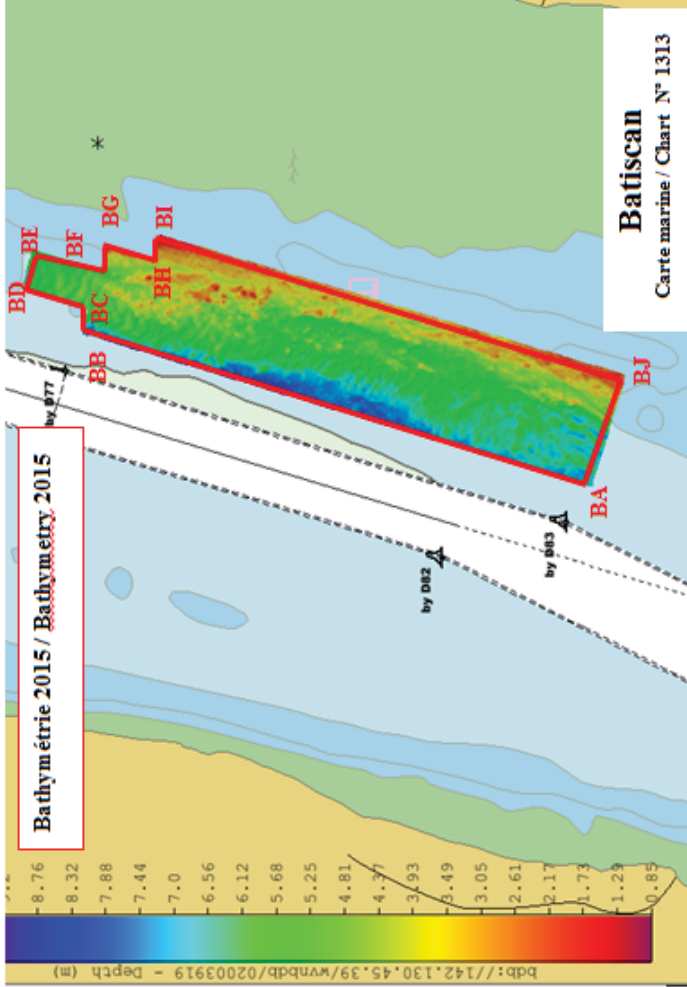 Bathymétrie 2015 / Bathymetry 2015
Batiscan
Carte marine / Chart N° 1313
BD
BE
BF
BG
BC
BB
BH
BI
BJ
BA
by D77
by D82
by D83
8.76
8.32
7.88
7.44
7.0
6.56
6.12
5.68
5.25
4.81
4.37
3.93
3.49
3.05
2.61
2.17
1.73
1.29
0.85
bdb://142.130.45.39/wvnbdb/02003919 - Depth (m)